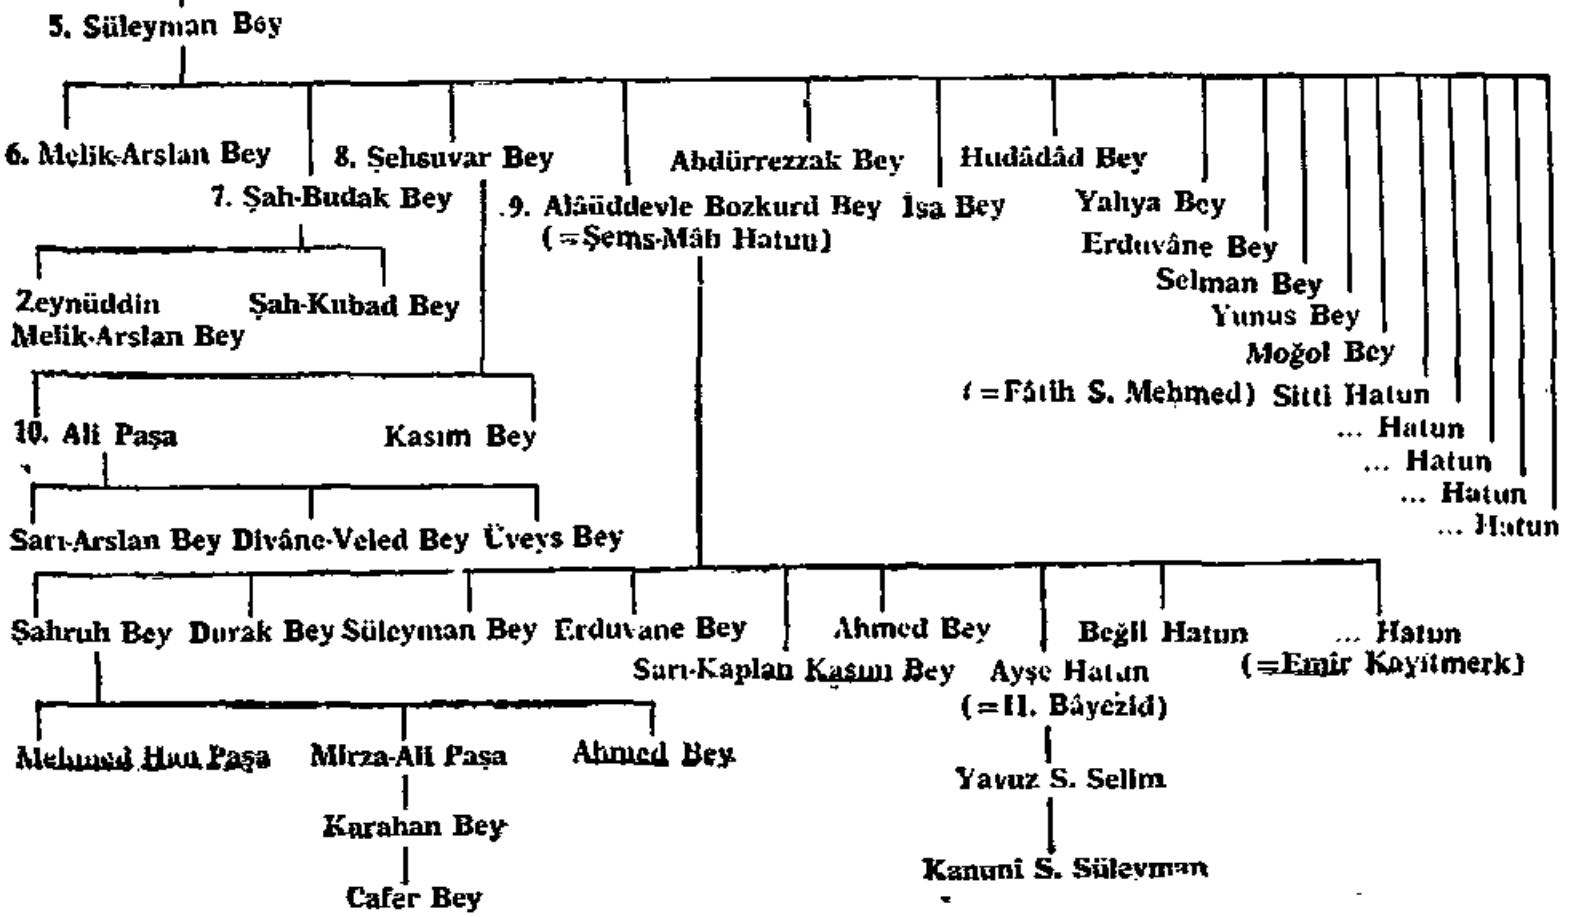 5. Süleyman Bey
6. Melik-Arslan Bey 8. Şehsuvar Bey Abdürrezzak Bey Hudâdâd Bey
7. Şah-Budak Bey 9. Alâüddevle Bozkurd Bey İsa Bey Yahya Bey
(=Şems-Mâh Hatun)
Erduvâne Bey
Selman Bey
Zeynüddin Şah-Kubad Bey
Yunus Bey
Melik-Arslan Bey
Moğol Bey
(=Fâtih S. Mehmed) Sitti Hatun
10. Ali Paşa Kasım Bey
... Hatun
... Hatun
... Hatun
... Hatun
Sarı-Arslan Bey Divâne-Veled Bey Üveys Bey
Şahruh Bey Durak Bey Süleyman Bey Erduvane Bey Ahmed Bey Beğli Hatun ... Hatun
(=Emîr Kayıtmerk)
Sarı-Kaplan Kasım Bey Ayşe Hatun
(=II. Bâyezid)
Mehmed Han Paşa Mirza-Ali Paşa Ahmed Bey
Yavuz S. Selim
Karahan Bey
Kanuni S. Süleyman
Cafer Bey